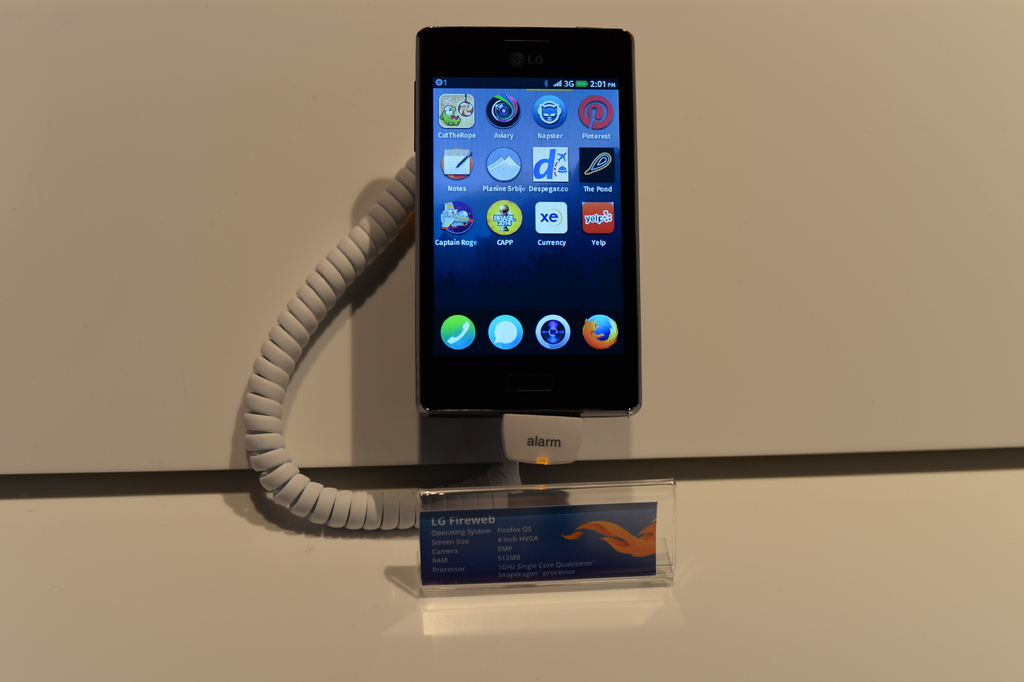 LG
1 3G 2:01 PM
CutTheRope Aviary Napster Pinterest
Notes Planine Srbije Despegar.co The Pond
xe yelp
Captain Roge CAPP Currency Yelp
alarm
LG Fireweb
Operating System Firefox OS
Screen Size 4 inch HVGA
Camera 5MP
RAM 512MB
Processor 1GHz Single Core Qualcomm
Snapdragon processor